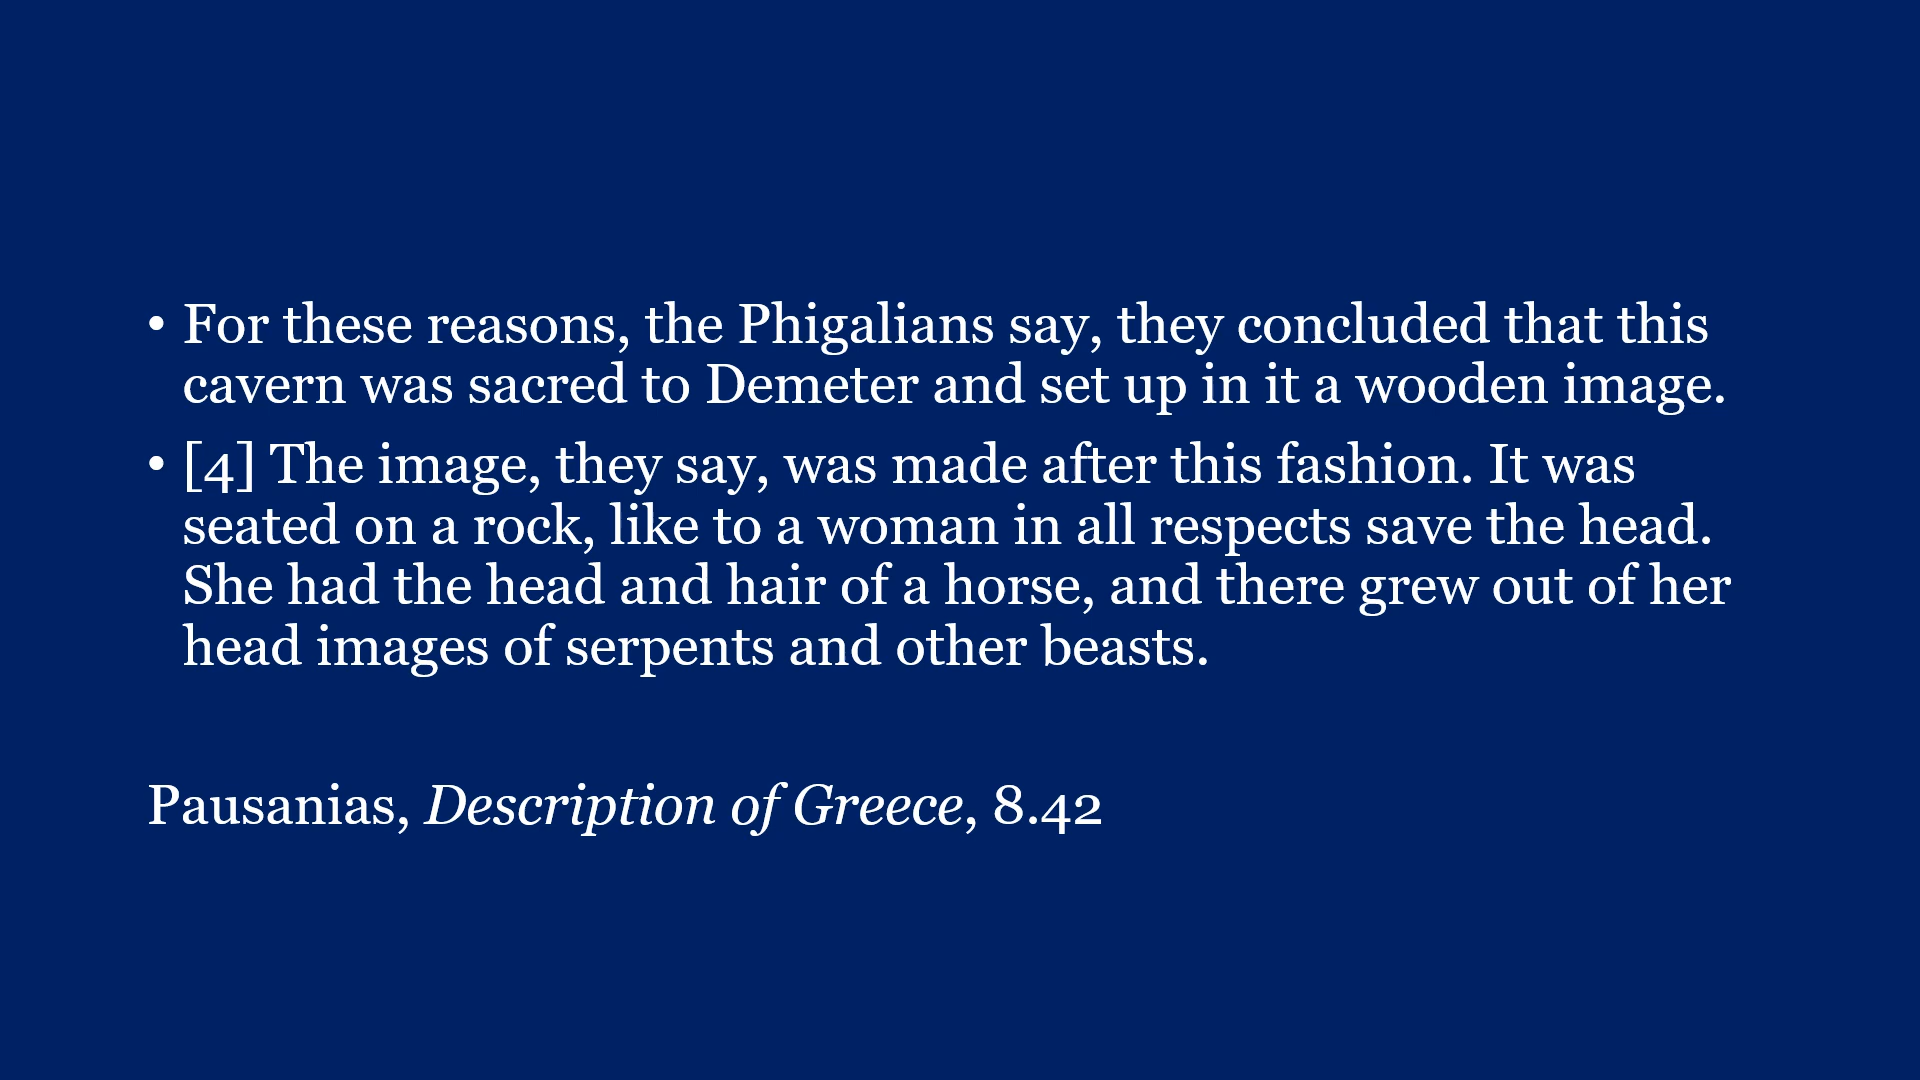 • For these reasons, the Phigalians say, they concluded that this
cavern was sacred to Demeter and set up in it a wooden image.
• [4] The image, they say, was made after this fashion. It was
seated on a rock, like to a woman in all respects save the head.
She had the head and hair of a horse, and there grew out of her
head images of serpents and other beasts.
Pausanias, Description of Greece, 8.42